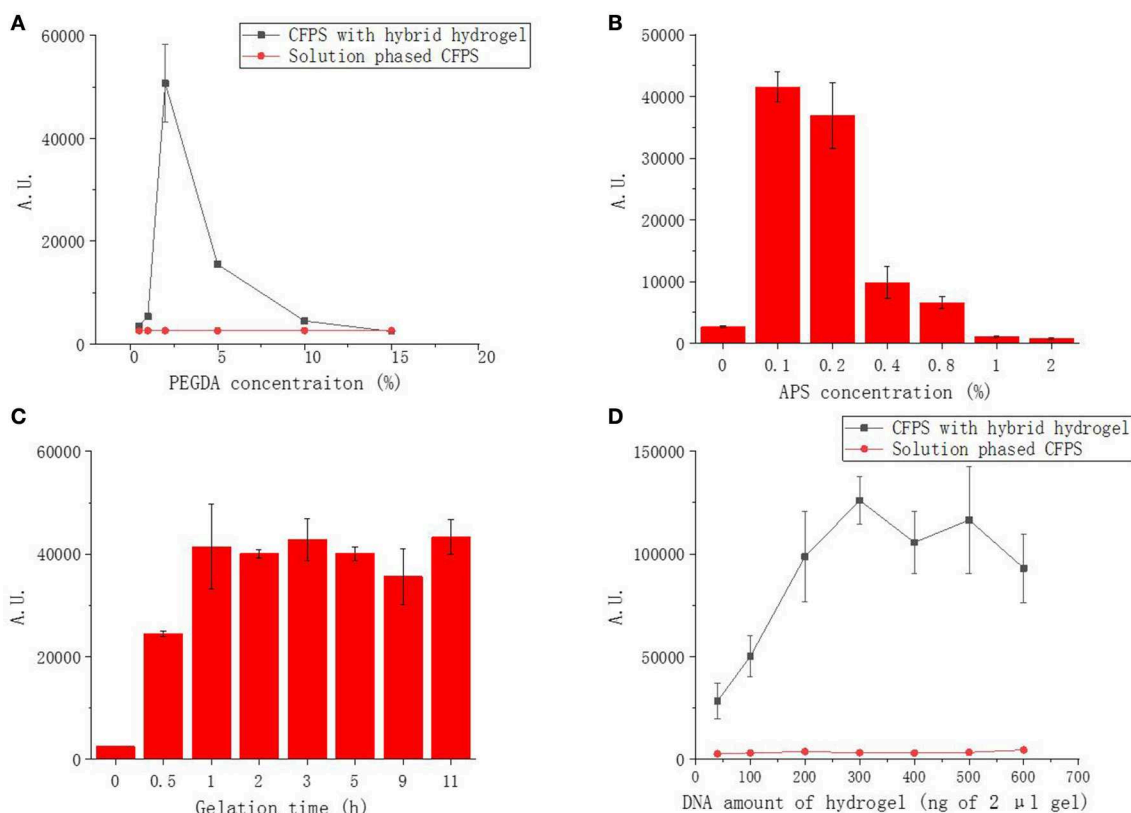 A
60000
40000
20000
0
A.U.
CFPS with hybrid hydrogel
Solution phased CFPS
0 5 10 15 20
PEGDA concentraiton (%)
B
50000
40000
30000
20000
10000
0
A.U.
0 0.1 0.2 0.4 0.8 1 2
APS concentration (%)
C
60000
40000
20000
0
A.U.
0 0.5 1 2 3 5 9 11
Gelation time (h)
D
CFPS with hybrid hydrogel
Solution phased CFPS
150000
100000
50000
0
A.U.
0 100 200 300 400 500 600 700
DNA amount of hydrogel (ng of 2 μl gel)